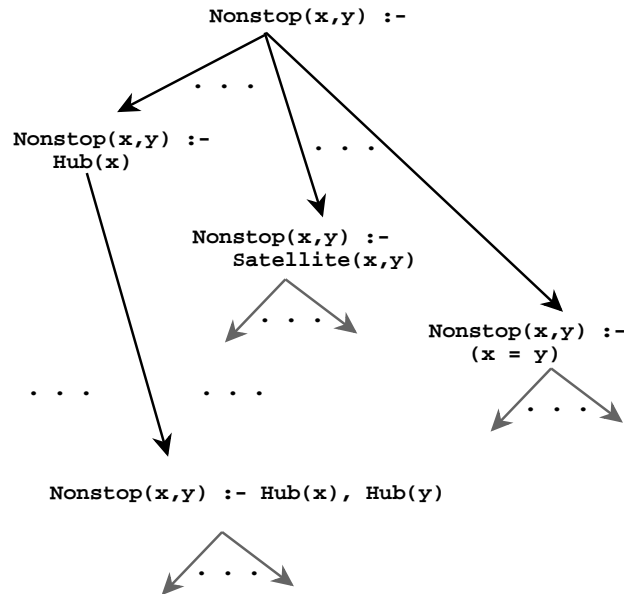 Nonstop(x,y) :-
. . .
Nonstop(x,y) :-
Hub(x)
. . .
Nonstop(x,y) :-
Satellite(x,y)
. . .
Nonstop(x,y) :-
(x = y)
. . .
. . .
. . .
Nonstop(x,y) :- Hub(x), Hub(y)
. . .